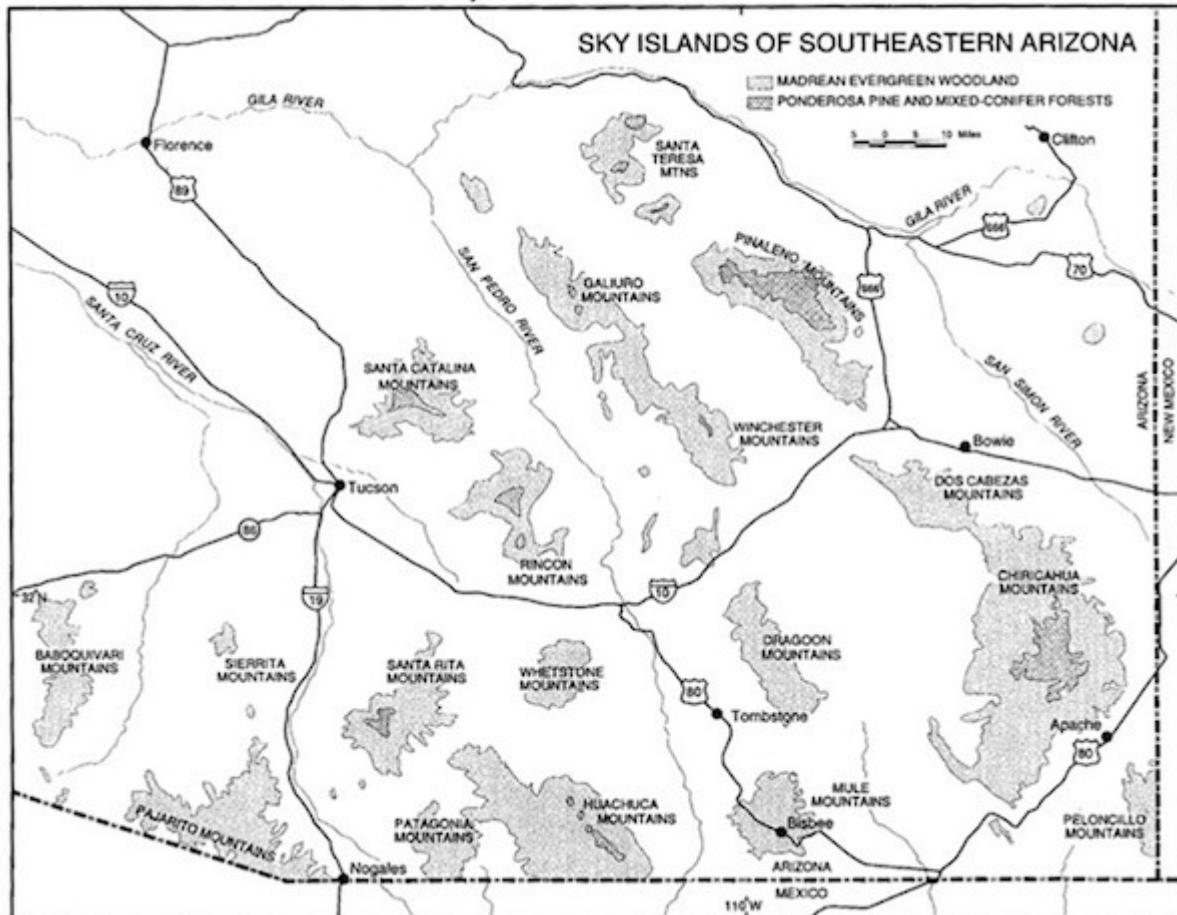 SKY ISLANDS OF SOUTHEASTERN ARIZONA
MADREAN EVERGREEN WOODLAND
PONDEROSA PINE AND MIXED-CONIFER FORESTS
5 0 5 10 Miles
GILA RIVER
Florence
89
SANTA
TERESA
MTNS
Clifton
GILA RIVER
666
70
PINALENO MOUNTAINS
666
GALIURO
MOUNTAINS
SAN PEDRO RIVER
10
SANTA CRUZ RIVER
SANTA CATALINA
MOUNTAINS
SAN SIMON RIVER
ARIZONA
NEW MEXICO
WINCHESTER
MOUNTAINS
Bowie
DOS CABEZAS
MOUNTAINS
Tucson
86
RINCON
MOUNTAINS
32°N
19
10
CHIRICAHUA
MOUNTAINS
BABOQUIVARI
MOUNTAINS
SIERRITA
MOUNTAINS
SANTA RITA
MOUNTAINS
WHETSTONE
MOUNTAINS
DRAGOON
MOUNTAINS
80
Tombstone
Apache
80
PAJARITO MOUNTAINS
PATAGONIA
MOUNTAINS
HUACHUCA
MOUNTAINS
MULE
MOUNTAINS
Bisbee
PELONCILLO
MOUNTAINS
Nogales
ARIZONA
MEXICO
110°W